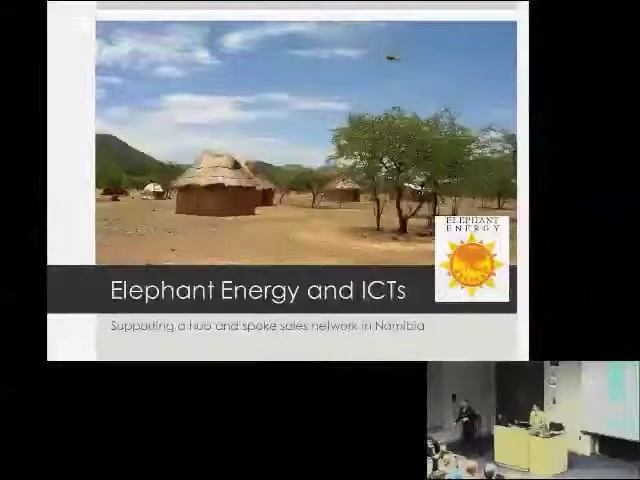 ELEPHANT
ENERGY
Elephant Energy and ICTs
Supporting a hub and spoke sales network in Namibia